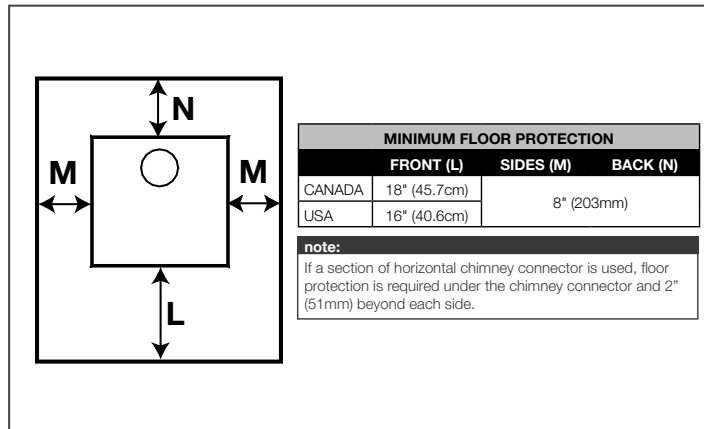 N
M
M
L
MINIMUM FLOOR PROTECTION
FRONT (L) SIDES (M) BACK (N)
CANADA 18" (45.7cm) 8" (203mm)
USA 16" (40.6cm)
note:
If a section of horizontal chimney connector is used, floor
protection is required under the chimney connector and 2”
(51mm) beyond each side.